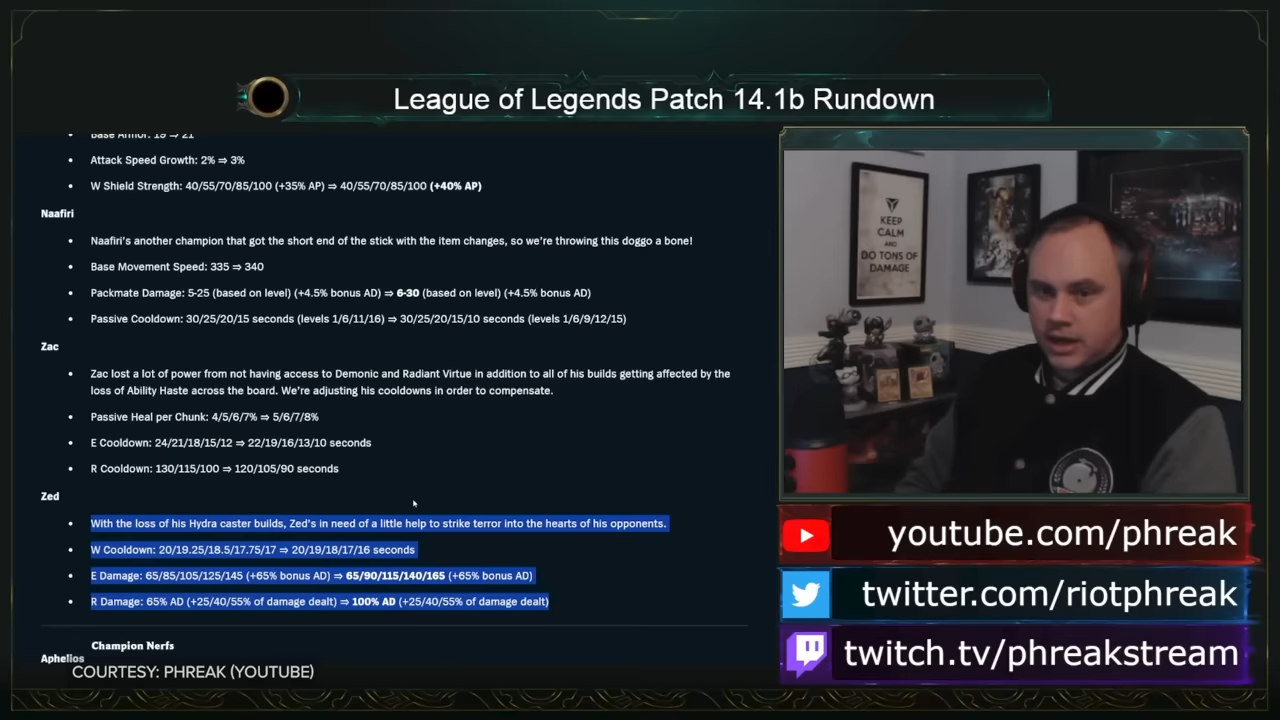 League of Legends Patch 14.1b Rundown
Base Armor: 19 ⇒ 21
• Attack Speed Growth: 2% ⇒ 3%
• W Shield Strength: 40/55/70/85/100 (+35% AP) ⇒ 40/55/70/85/100 (+40% AP)
Naafiri
• Naafiri's another champion that got the short end of the stick with the item changes, so we're throwing this doggo a bone!
• Base Movement Speed: 335 ⇒ 340
• Packmate Damage: 5-25 (based on level) (+4.5% bonus AD) ⇒ 6-30 (based on level) (+4.5% bonus AD)
• Passive Cooldown: 30/25/20/15 seconds (levels 1/6/11/16) ⇒ 30/25/20/15/10 seconds (levels 1/6/9/12/15)
Zac
• Zac lost a lot of power from not having access to Demonic and Radiant Virtue in addition to all of his builds getting affected by the
loss of Ability Haste across the board. We're adjusting his cooldowns in order to compensate.
• Passive Heal per Chunk: 4/5/6/7% ⇒ 5/6/7/8%
• E Cooldown: 24/21/18/15/12 ⇒ 22/19/16/13/10 seconds
• R Cooldown: 130/115/100 ⇒ 120/105/90 seconds
Zed
• With the loss of his Hydra caster builds, Zed's in need of a little help to strike terror into the hearts of his opponents.
• W Cooldown: 20/19.25/18.5/17.75/17 ⇒ 20/19/18/17/16 seconds
• E Damage: 65/85/105/125/145 (+65% bonus AD) ⇒ 65/90/115/140/165 (+65% bonus AD)
• R Damage: 65% AD (+25/40/55% of damage dealt) ⇒ 100% AD (+25/40/55% of damage dealt)
Champion Nerfs
Aphelios
COURTESY: PHREAK (YOUTUBE)
KEEP
CALM
AND
DO TONS OF
DAMAGE
youtube.com/phreak
twitter.com/riotphreak
twitch.tv/phreakstream